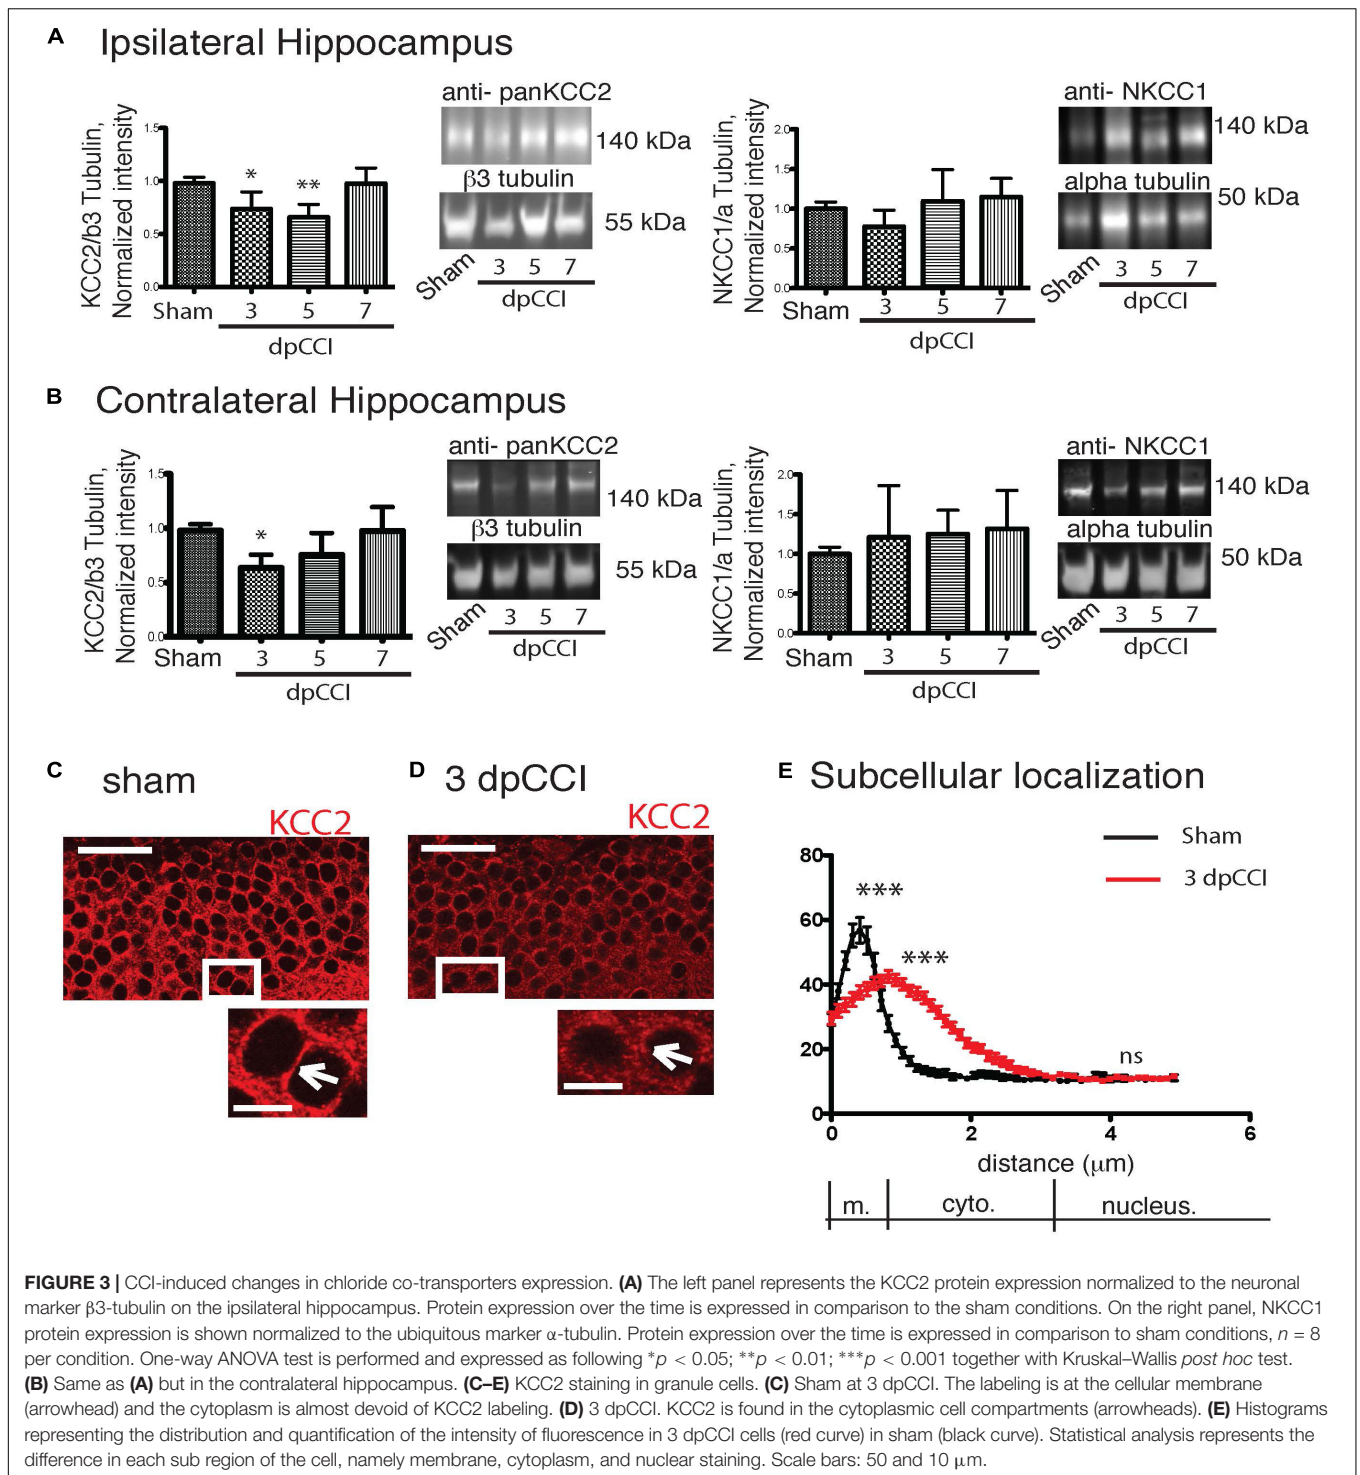 A Ipsilateral Hippocampus
KCC2/b3 Tubulin,
Normalized intensity
1.5
1.0
0.5
0.0
*
**
Sham 3 5 7
dpCCI
anti- panKCC2
140 kDa
β3 tubulin
55 kDa
Sham 3 5 7
dpCCI
NKCC1/a Tubulin,
Normalized intensity
2.0
1.5
1.0
0.5
0.0
Sham 3 5 7
dpCCI
anti- NKCC1
140 kDa
alpha tubulin
50 kDa
Sham 3 5 7
dpCCI
B Contralateral Hippocampus
KCC2/b3 Tubulin,
Normalized intensity
1.5
1.0
0.5
0.0
*
Sham 3 5 7
dpCCI
anti- panKCC2
140 kDa
β3 tubulin
55 kDa
Sham 3 5 7
dpCCI
NKCC1/a Tubulin,
Normalized intensity
2.0
1.5
1.0
0.5
0.0
Sham 3 5 7
dpCCI
anti- NKCC1
140 kDa
alpha tubulin
50 kDa
Sham 3 5 7
dpCCI
C sham
KCC2
D 3 dpCCI
KCC2
E Subcellular localization
Sham
3 dpCCI
80
60
40
20
0
***
***
ns
0 2 4 6
distance (μm)
m. cyto. nucleus.
FIGURE 3 | CCI-induced changes in chloride co-transporters expression. (A) The left panel represents the KCC2 protein expression normalized to the neuronal
marker β3-tubulin on the ipsilateral hippocampus. Protein expression over the time is expressed in comparison to the sham conditions. On the right panel, NKCC1
protein expression is shown normalized to the ubiquitous marker α-tubulin. Protein expression over the time is expressed in comparison to sham conditions, n = 8
per condition. One-way ANOVA test is performed and expressed as following *p < 0.05; **p < 0.01; ***p < 0.001 together with Kruskal–Wallis post hoc test.
(B) Same as (A) but in the contralateral hippocampus. (C–E) KCC2 staining in granule cells. (C) Sham at 3 dpCCI. The labeling is at the cellular membrane
(arrowhead) and the cytoplasm is almost devoid of KCC2 labeling. (D) 3 dpCCI. KCC2 is found in the cytoplasmic cell compartments (arrowheads). (E) Histograms
representing the distribution and quantification of the intensity of fluorescence in 3 dpCCI cells (red curve) in sham (black curve). Statistical analysis represents the
difference in each sub region of the cell, namely membrane, cytoplasm, and nuclear staining. Scale bars: 50 and 10 μm.